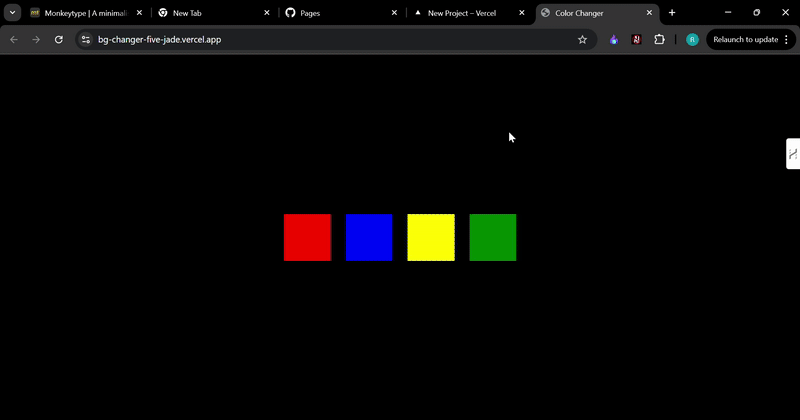 Monkeytype | A minimali
New Tab
Pages
New Project – Vercel
Color Changer
bg-changer-five-jade.vercel.app
fi
Relaunch to update